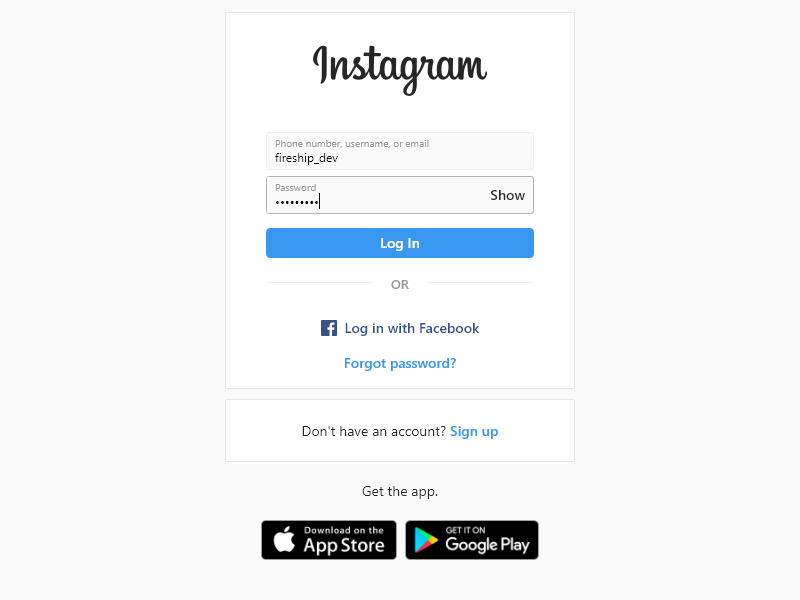 Instagram
Phone number, username, or email
fireship_dev
Password
•••••••••
Show
Log In
OR
Log in with Facebook
Forgot password?
Don't have an account? Sign up
Get the app.
Download on the
App Store
GET IT ON
Google Play